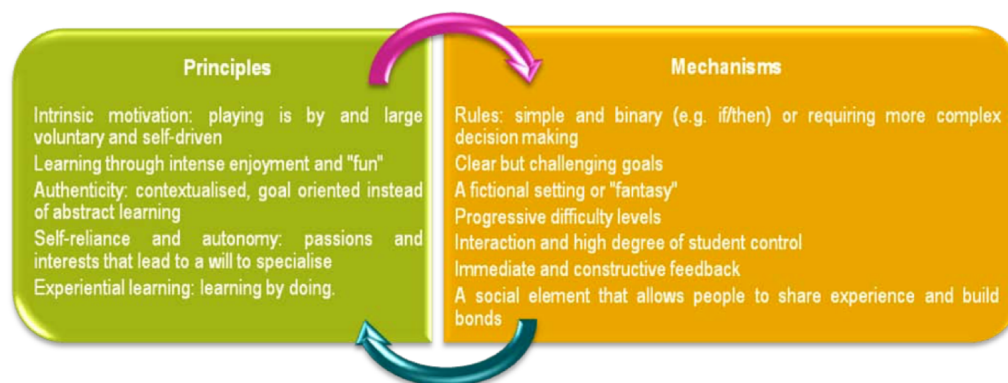 Principles
Intrinsic motivation: playing is by and large
voluntary and self-driven
Learning through intense enjoyment and "fun"
Authenticity: contextualised, goal oriented instead
of abstract learning
Self-reliance and autonomy: passions and
interests that lead to a will to specialise
Experiential learning: learning by doing.
Mechanisms
Rules: simple and binary (e.g. if/then) or requiring more complex
decision making
Clear but challenging goals
A fictional setting or "fantasy"
Progressive difficulty levels
Interaction and high degree of student control
Immediate and constructive feedback
A social element that allows people to share experience and build
bonds